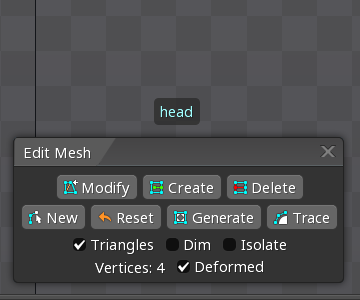 head
Edit Mesh
Modify Create Delete
New Reset Generate Trace
Triangles Dim Isolate
Vertices: 4 Deformed